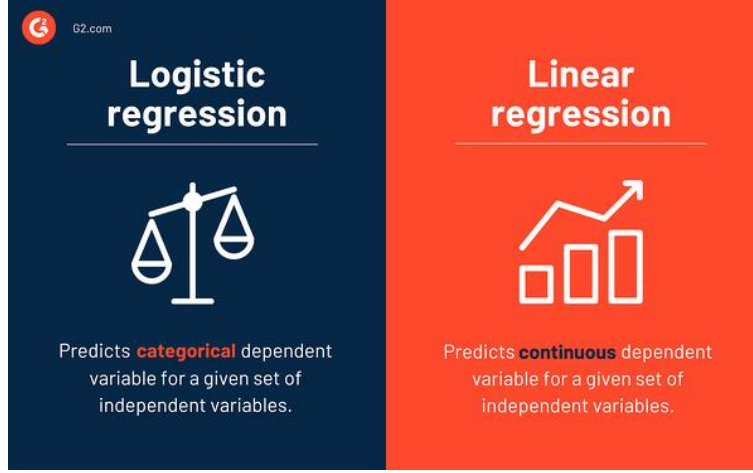 G2.com
Logistic
regression
Predicts categorical dependent
variable for a given set of
independent variables.
Linear
regression
Predicts continuous dependent
variable for a given set of
independent variables.